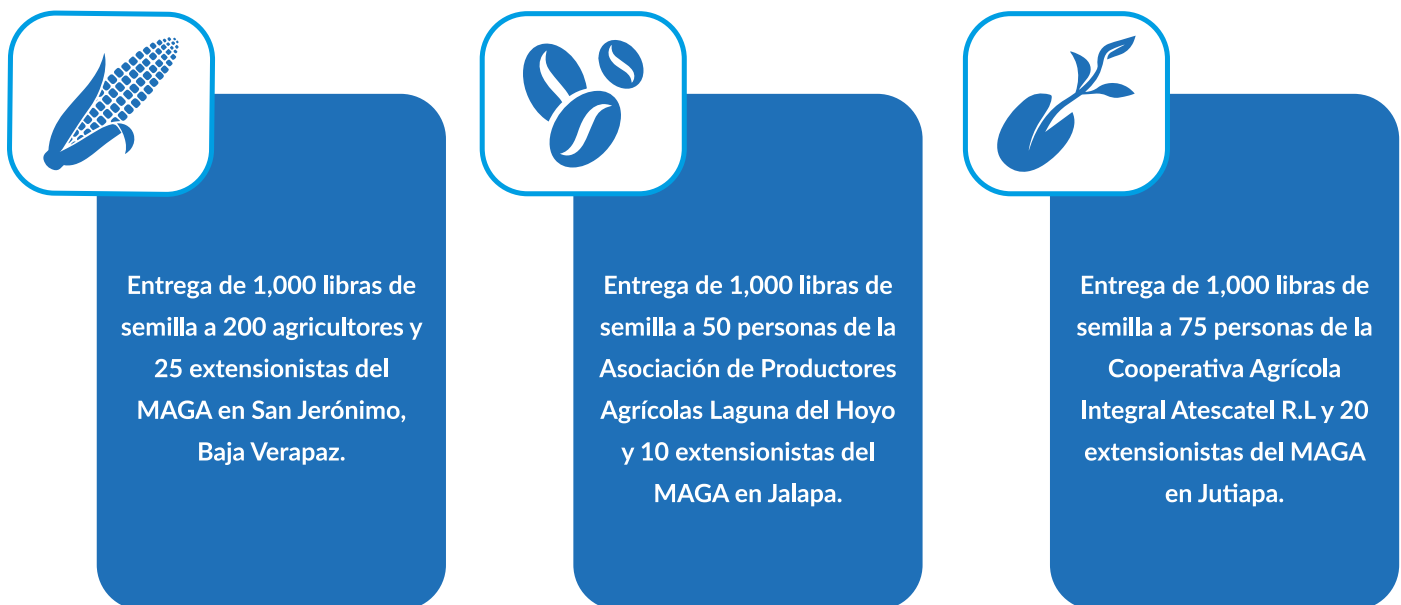 Entrega de 1,000 libras de
semilla a 200 agricultores y
25 extensionistas del
MAGA en San Jerónimo,
Baja Verapaz.
Entrega de 1,000 libras de
semilla a 50 personas de la
Asociación de Productores
Agrícolas Laguna del Hoyo
y 10 extensionistas del
MAGA en Jalapa.
Entrega de 1,000 libras de
semilla a 75 personas de la
Cooperativa Agrícola
Integral Atescatel R.L y 20
extensionistas del MAGA
en Jutiapa.